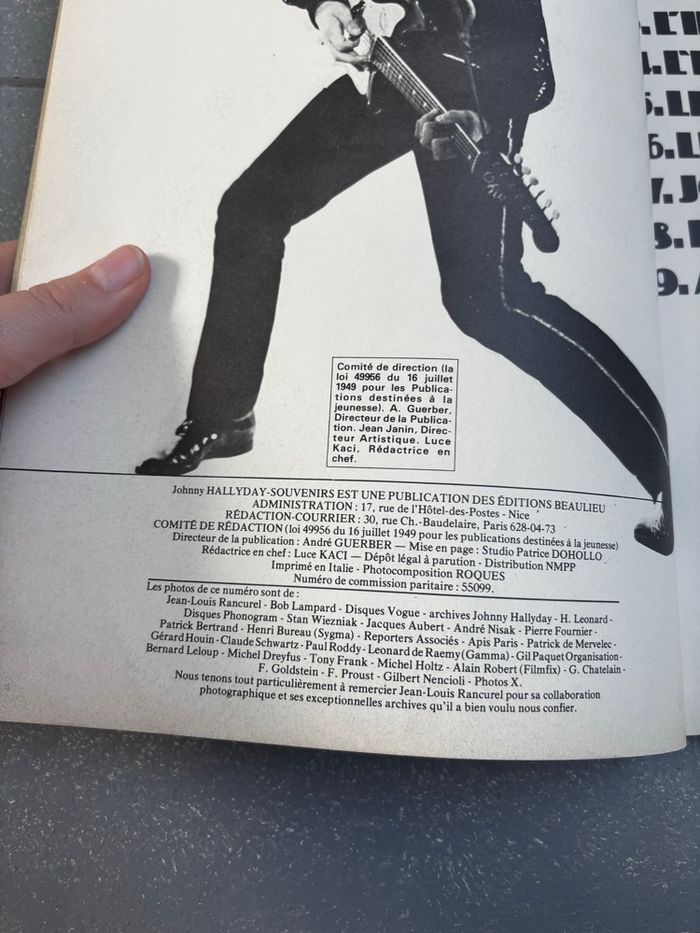 Comité de direction (la
loi 49956 du 16 juillet
1949 pour les Publica-
tions destinées à la
jeunesse). A. Guerber.
Directeur de la Publica-
tion. Jean Janin, Direc-
teur Artistique. Luce
Kaci, Rédactrice en
chef.
Johnny HALLYDAY-SOUVENIRS EST UNE PUBLICATION DES ÉDITIONS BEAULIEU
ADMINISTRATION : 17, rue de l'Hôtel-des-Postes - Nice
RÉDACTION-COURRIER : 30, rue Ch.-Baudelaire, Paris 628-04-73
COMITÉ DE RÉDACTION (loi 49956 du 16 juillet 1949 pour les publications destinées à la jeunesse)
Directeur de la publication : André GUERBER — Mise en page : Studio Patrice DOHOLLO
Rédactrice en chef : Luce KACI — Dépôt légal à parution - Distribution NMPP
Imprimé en Italie - Photocomposition ROQUES
Numéro de commission paritaire : 55099.
Les photos de ce numéro sont de :
Jean-Louis Rancurel - Bob Lampard - Disques Vogue - archives Johnny Hallyday - H. Leonard -
Disques Phonogram - Stan Wiezniak - Jacques Aubert - André Nisak - Pierre Fournier -
Patrick Bertrand - Henri Bureau (Sygma) - Reporters Associés - Apis Paris - Patrick de Mervelec -
Gérard Houin - Claude Schwartz - Paul Roddy - Leonard de Raemy (Gamma) - Gil Paquet Organisation -
Bernard Leloup - Michel Dreyfus - Tony Frank - Michel Holtz - Alain Robert (Filmfix) - G. Chatelain -
F. Goldstein - F. Proust - Gilbert Nencioli - Photos X.
Nous tenons tout particulièrement à remercier Jean-Louis Rancurel pour sa collaboration
photographique et ses exceptionnelles archives qu'il a bien voulu nous confier.
5.
6.
7.
8.
9.